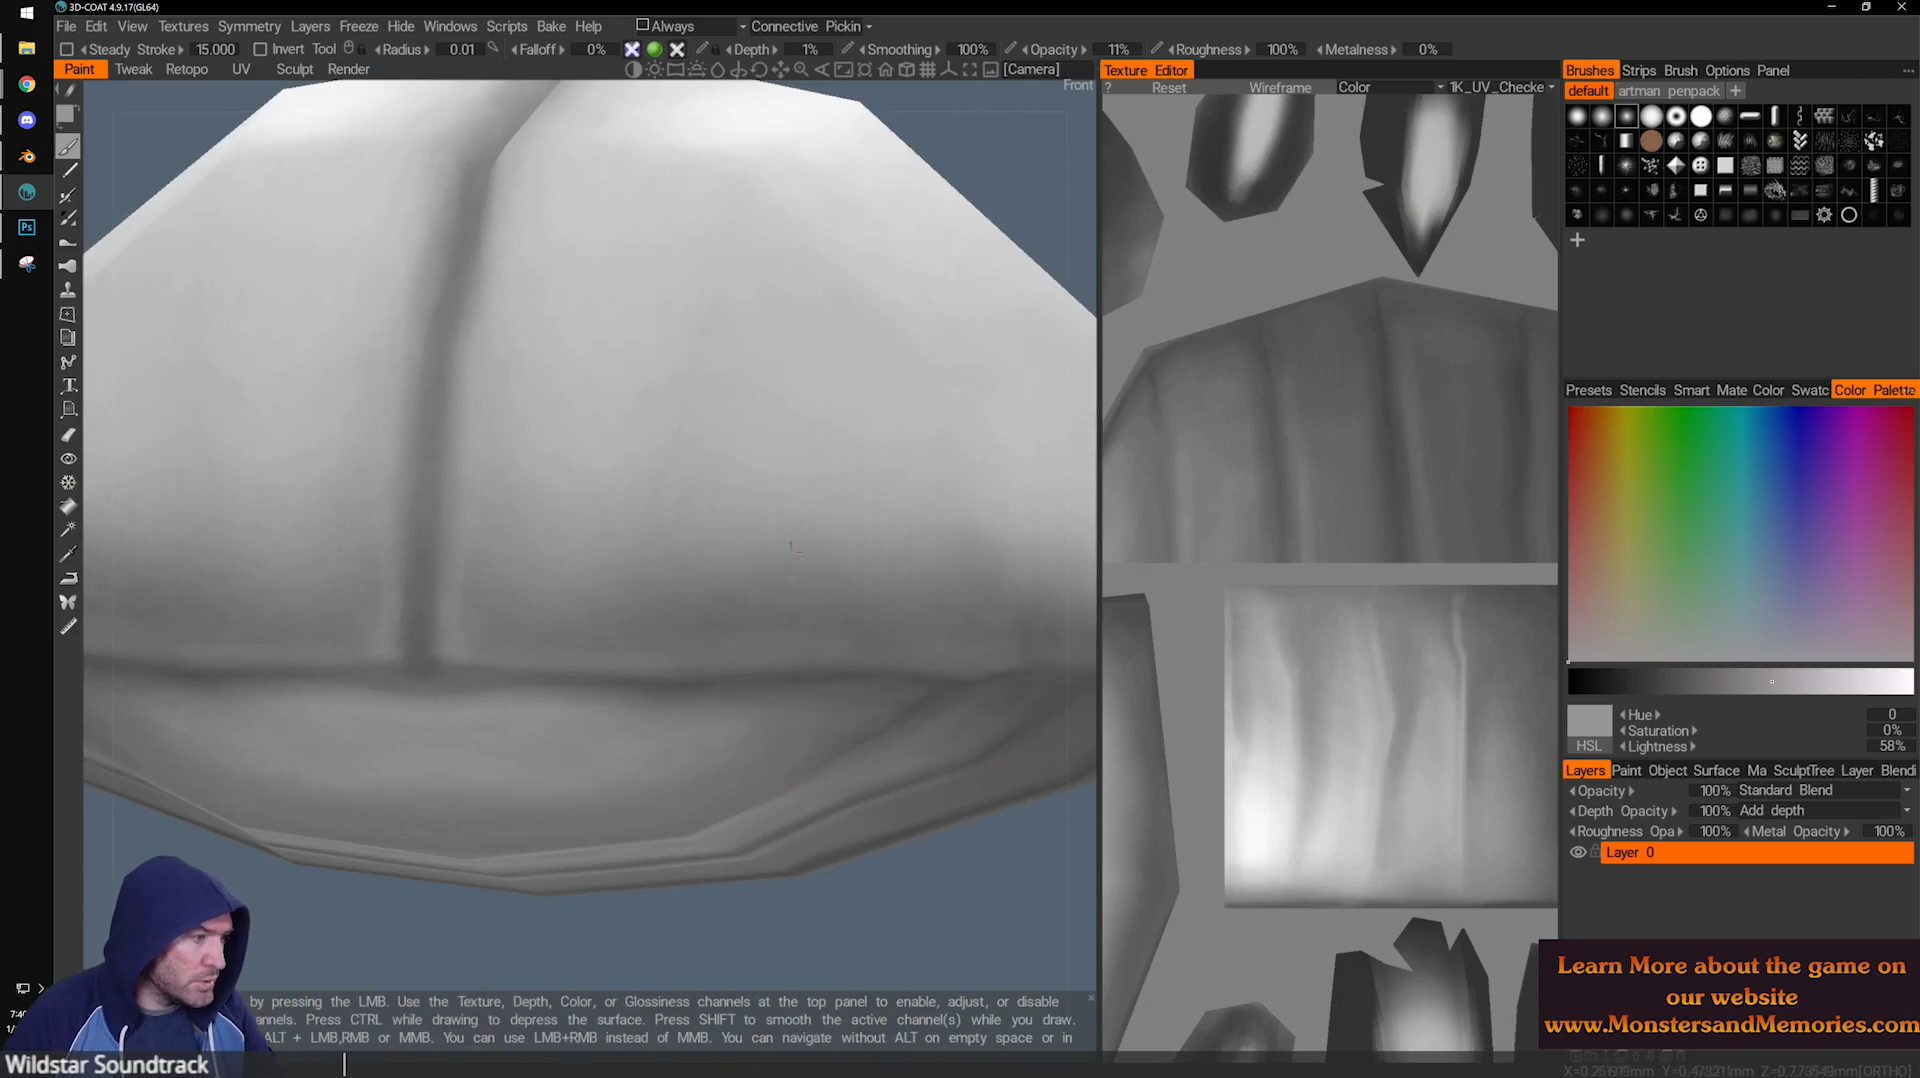 3D-COAT 4.9.17(GL64)
File Edit View Textures Symmetry Layers Freeze Hide Windows Scripts Bake Help Always Connective Pickin
Steady Stroke 15.000 Invert Tool Radius 0.01 Falloff 0% Depth 1% Smoothing 100% Opacity 11% Roughness 100% Metalness 0%
Paint Tweak Retopo UV Sculpt Render [Camera]
Front
Texture Editor
? Reset Wireframe Color 1K_UV_Checke
Brushes Strips Brush Options Panel
default artman penpack
Presets Stencils Smart Mate Color Swatc Color Palette
Hue 0
Saturation 0%
HSL Lightness 58%
Layers Paint Object Surface Ma SculptTree Layer Blendi
Opacity 100% Standard Blend
Depth Opacity 100% Add depth
Roughness Opa 100% Metal Opacity 100%
Layer 0
by pressing the LMB. Use the Texture, Depth, Color, or Glossiness channels at the top panel to enable, adjust, or disable
annels. Press CTRL while drawing to depress the surface. Press SHIFT to smooth the active channel(s) while you draw.
ALT + LMB,RMB or MMB. You can use LMB+RMB instead of MMB. You can navigate without ALT on empty space or in
Learn More about the game on
our website
www.MonstersandMemories.com
Wildstar Soundtrack